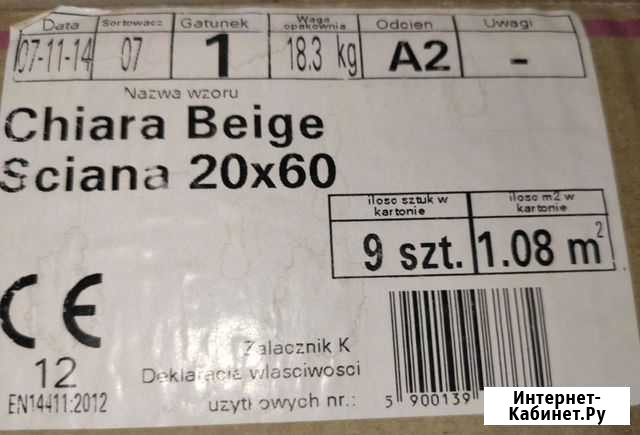 Data Sortowacz Gatunek Waga opakownia Odcien Uwagi
07-11-14 07 1 18.3 kg A2 -
Nazwa wzoru
Chiara Beige
Sciana 20x60
ilosc sztuk w kartonie ilosc m2 w kartonie
9 szt. 1.08 m2
CE
12
EN14411:2012
Zalacznik K
Deklaracja wlasciwosci
uzytkowych nr.:
5 900139
Интернет-
Кабинет.Ру